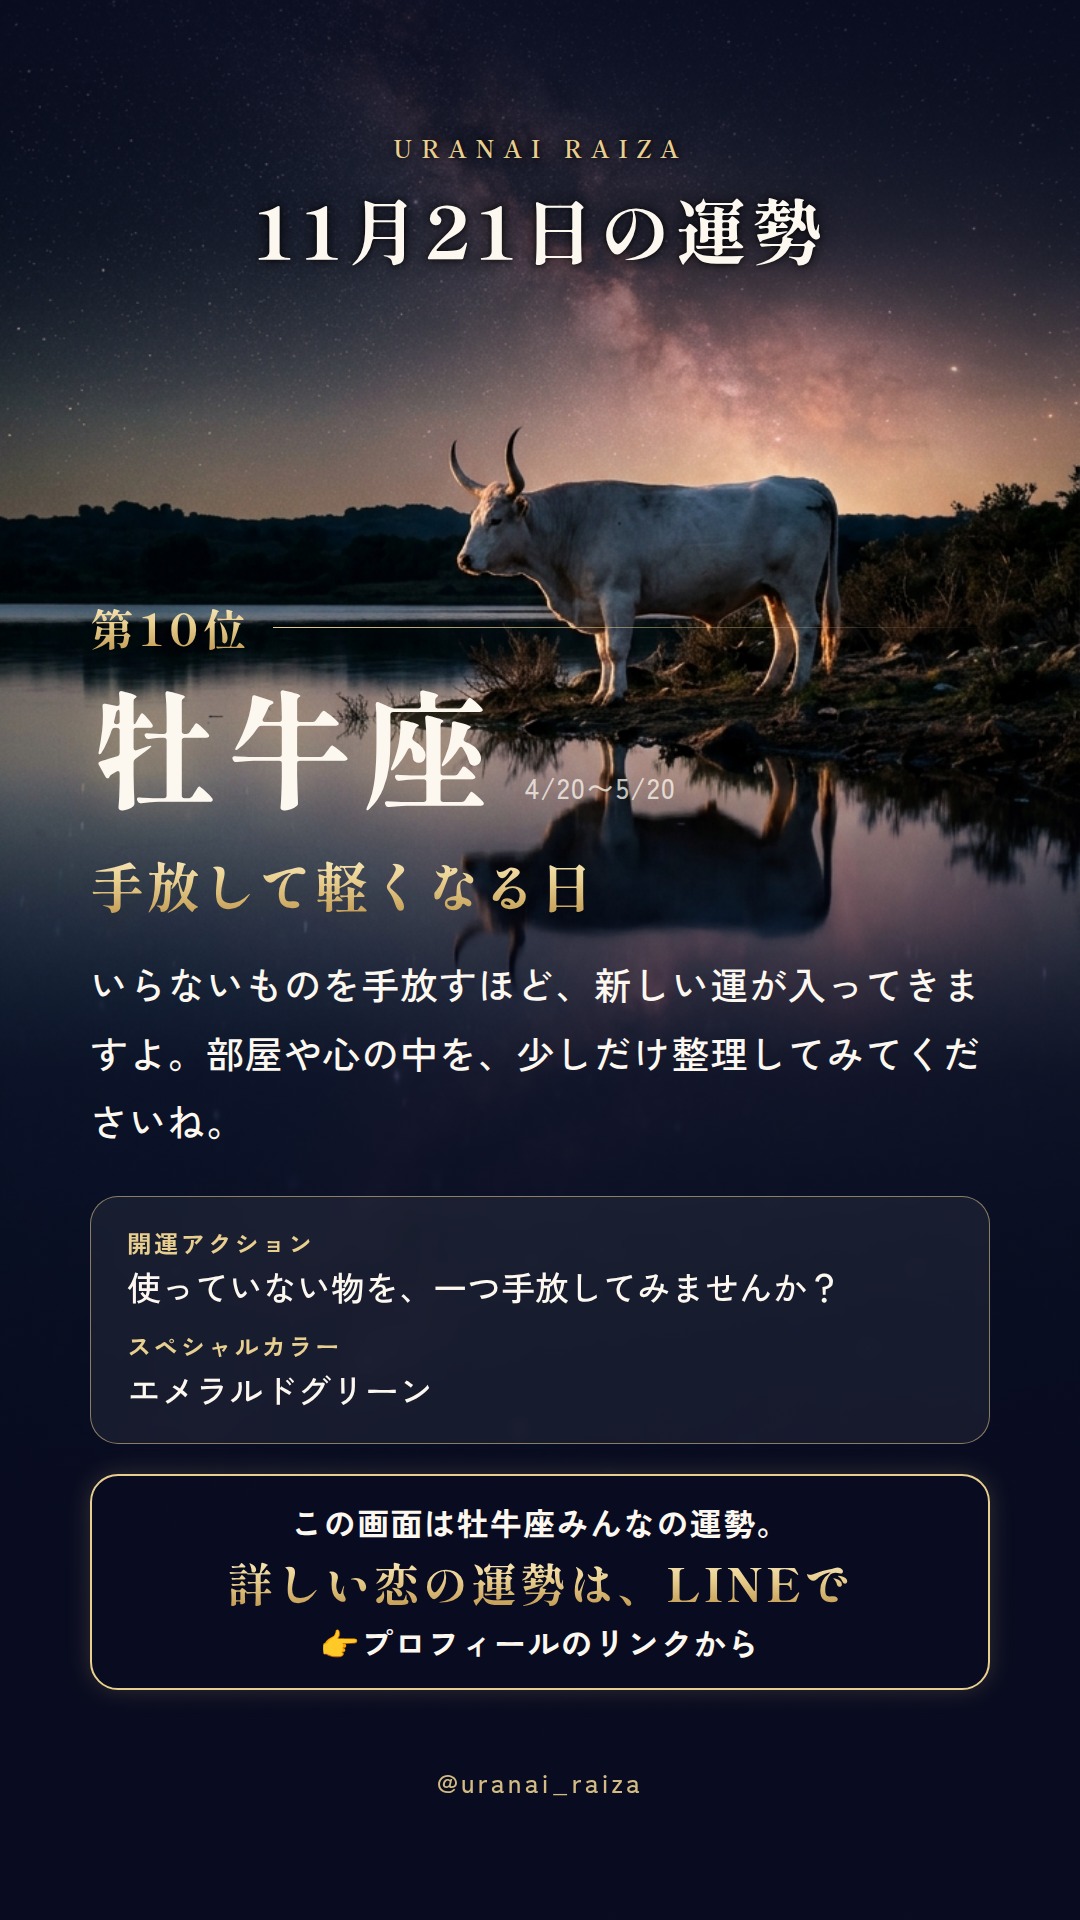 URANAI RAIZA
11月21日の運勢
第10位
牡牛座
4/20〜5/20
手放して軽くなる日
いらないものを手放すほど、新しい運が入ってきま
すよ。部屋や心の中を、少しだけ整理してみてくだ
さいね。
開運アクション
使っていない物を、一つ手放してみませんか？
スペシャルカラー
エメラルドグリーン
この画面は牡牛座みんなの運勢。
詳しい恋の運勢は、LINEで
👉プロフィールのリンクから
@uranai_raiza